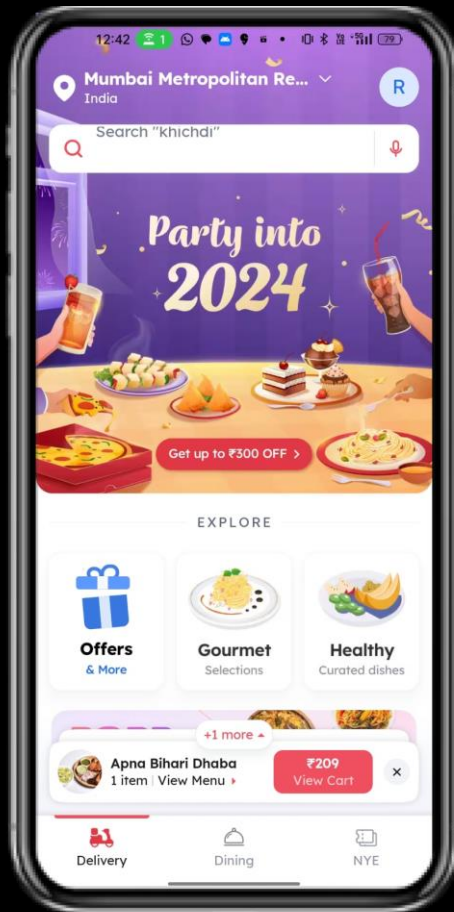 12:42 1 79
Mumbai Metropolitan Re...
India
R
Search "khichdi"
Party into
2024
Get up to ₹300 OFF >
EXPLORE
Offers
& More
Gourmet
Selections
Healthy
Curated dishes
+1 more
Apna Bihari Dhaba
1 item | View Menu
₹209
View Cart
Delivery
Dining
NYE